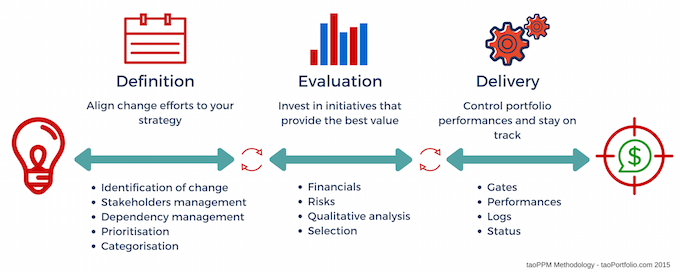 Definition
Align change efforts to your
strategy
Identification of change
Stakeholders management
Dependency management
Prioritisation
Categorisation
Evaluation
Invest in initiatives that
provide the best value
Financials
Risks
Qualitative analysis
Selection
Delivery
Control portfolio
performances and stay on
track
Gates
Performances
Logs
Status
$
taoPPM Methodology - taoPortfolio.com 2015